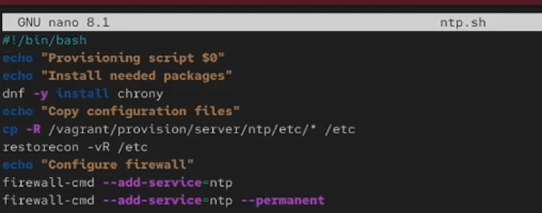 GNU nano 8.1 ntp.sh
#!/bin/bash
echo "Provisioning script $0"
echo "Install needed packages"
dnf -y install chrony
echo "Copy configuration files"
cp -R /vagrant/provision/server/ntp/etc/* /etc
restorecon -vR /etc
echo "Configure firewall"
firewall-cmd --add-service=ntp
firewall-cmd --add-service=ntp --permanent